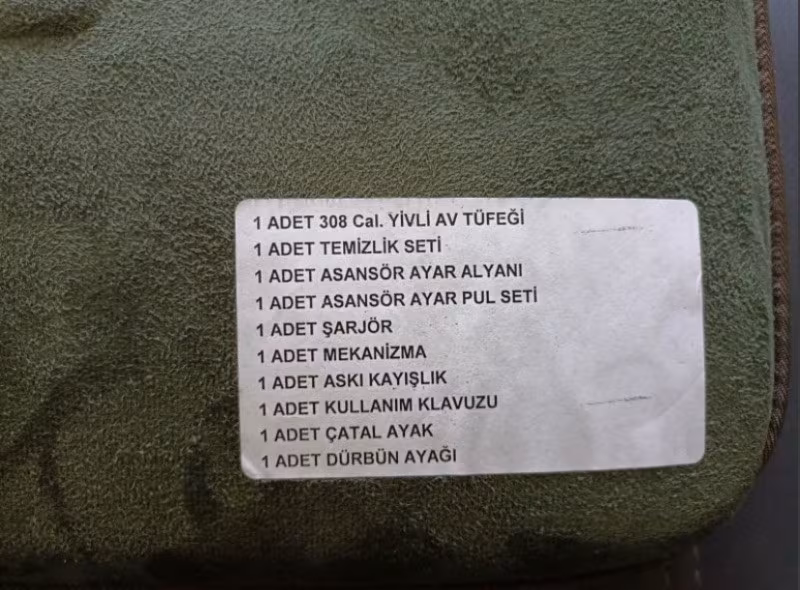 1 ADET 308 Cal. YİVLİ AV TÜFEĞİ
1 ADET TEMİZLİK SETİ
1 ADET ASANSÖR AYAR ALYANI
1 ADET ASANSÖR AYAR PUL SETİ
1 ADET ŞARJÖR
1 ADET MEKANİZMA
1 ADET ASKI KAYIŞLIK
1 ADET KULLANIM KLAVUZU
1 ADET ÇATAL AYAK
1 ADET DÜRBÜN AYAĞI